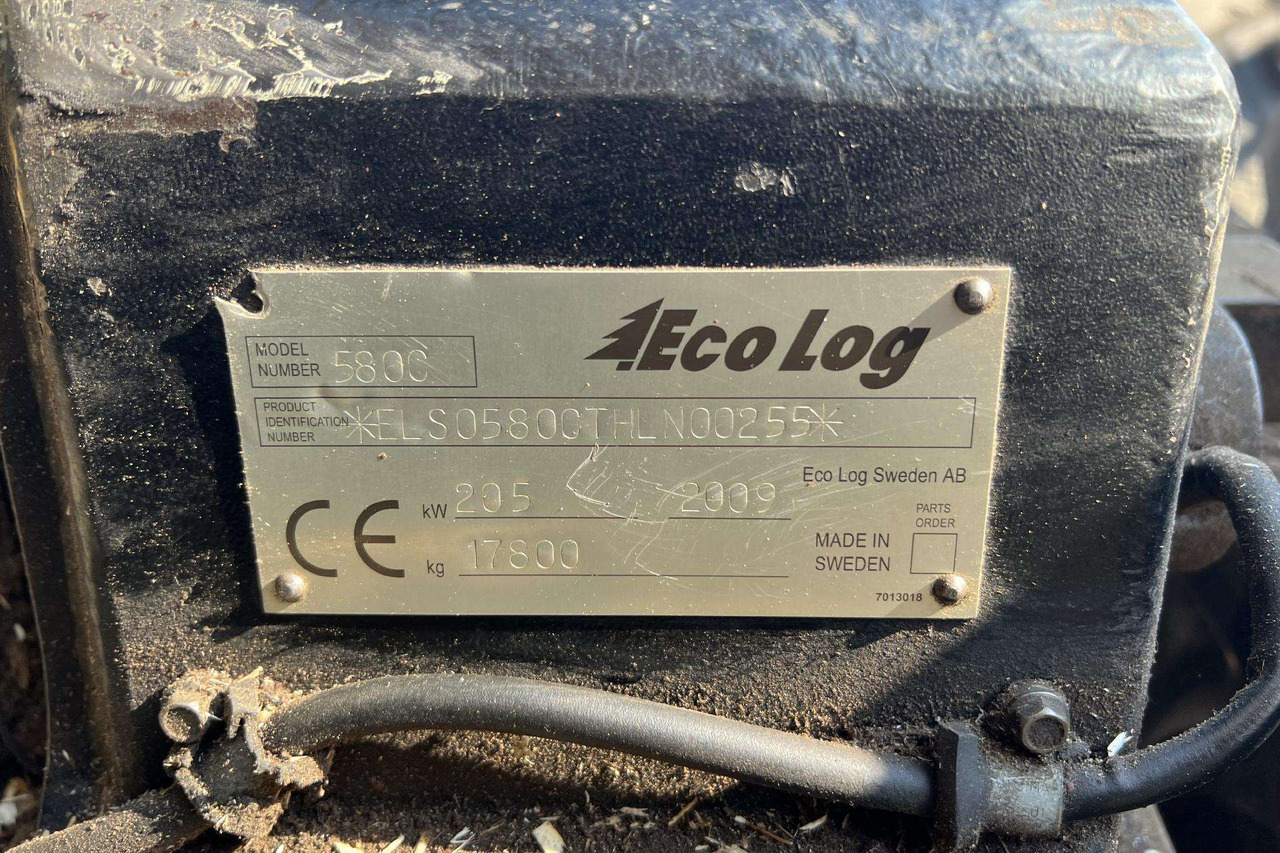 Eco Log
MODEL
NUMBER 580C
PRODUCT
IDENTIFICATION
NUMBER *ELS0580CTHLN00255*
Eco Log Sweden AB
CE kW 205 2009
kg 17800
PARTS
ORDER
MADE IN
SWEDEN
7013018